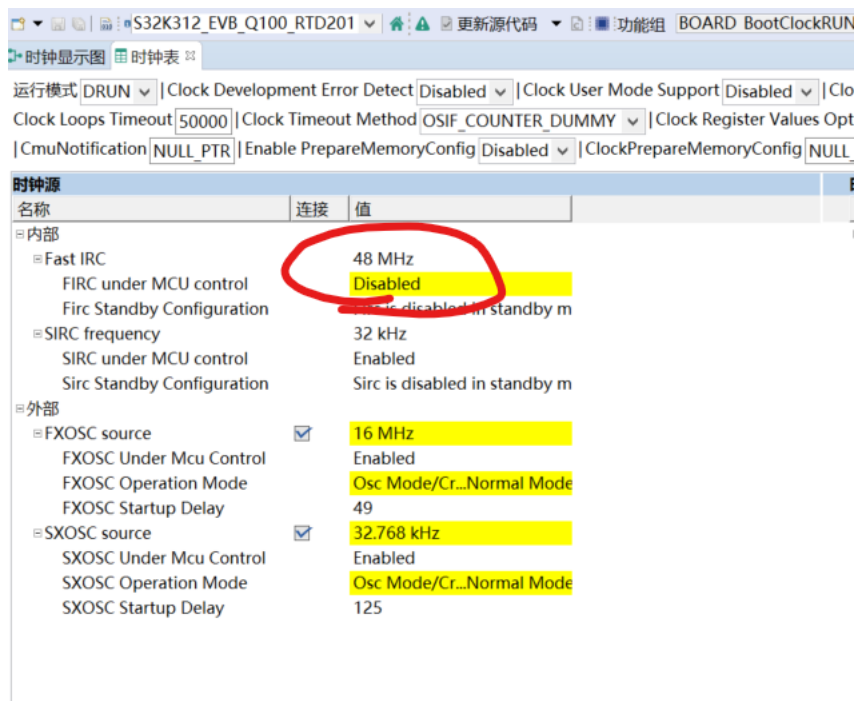 S32K312_EVB_Q100_RTD201 更新源代码 功能组 BOARD_BootClockRUN
时钟显示图 时钟表
运行模式 DRUN | Clock Development Error Detect Disabled | Clock User Mode Support Disabled | Clo
Clock Loops Timeout 50000 | Clock Timeout Method OSIF_COUNTER_DUMMY | Clock Register Values Opt
| CmuNotification NULL_PTR | Enable PrepareMemoryConfig Disabled | ClockPrepareMemoryConfig NULL_
时钟源
名称 连接 值
内部
Fast IRC 48 MHz
FIRC under MCU control Disabled
Firc Standby Configuration is disabled in standby m
SIRC frequency 32 kHz
SIRC under MCU control Enabled
Sirc Standby Configuration Sirc is disabled in standby m
外部
FXOSC source 16 MHz
FXOSC Under Mcu Control Enabled
FXOSC Operation Mode Osc Mode/Cr...Normal Mode
FXOSC Startup Delay 49
SXOSC source 32.768 kHz
SXOSC Under Mcu Control Enabled
SXOSC Operation Mode Osc Mode/Cr...Normal Mode
SXOSC Startup Delay 125